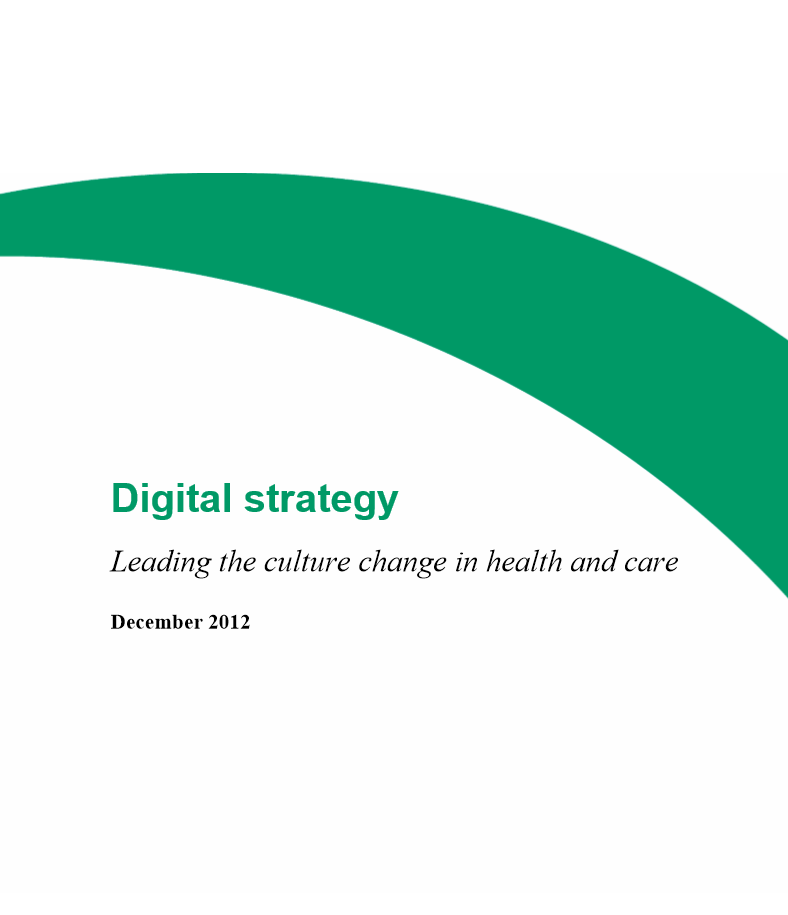 Digital strategy
Leading the culture change in health and care
December 2012